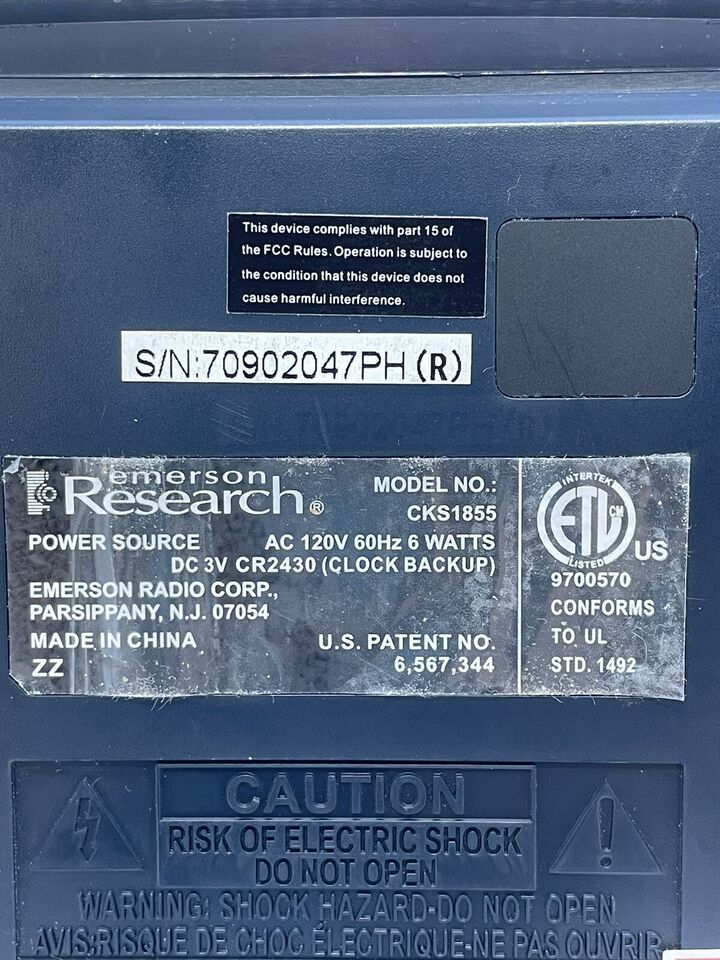 This device complies with part 15 of
the FCC Rules. Operation is subject to
the condition that this device does not
cause harmful interference.
S/N:70902047PH(R)
emerson
Research®
MODEL NO.:
CKS1855
POWER SOURCE AC 120V 60Hz 6 WATTS
DC 3V CR2430 (CLOCK BACKUP)
EMERSON RADIO CORP.,
PARSIPPANY, N.J. 07054
MADE IN CHINA
ZZ
U.S. PATENT NO.
6,567,344
INTERTEK
ETL CM
LISTED
US
9700570
CONFORMS
TO UL
STD. 1492
CAUTION
RISK OF ELECTRIC SHOCK
DO NOT OPEN
WARNING: SHOCK HAZARD-DO NOT OPEN
AVIS:RISQUE DE CHOC ÉLECTRIQUE-NE PAS OUVRIR